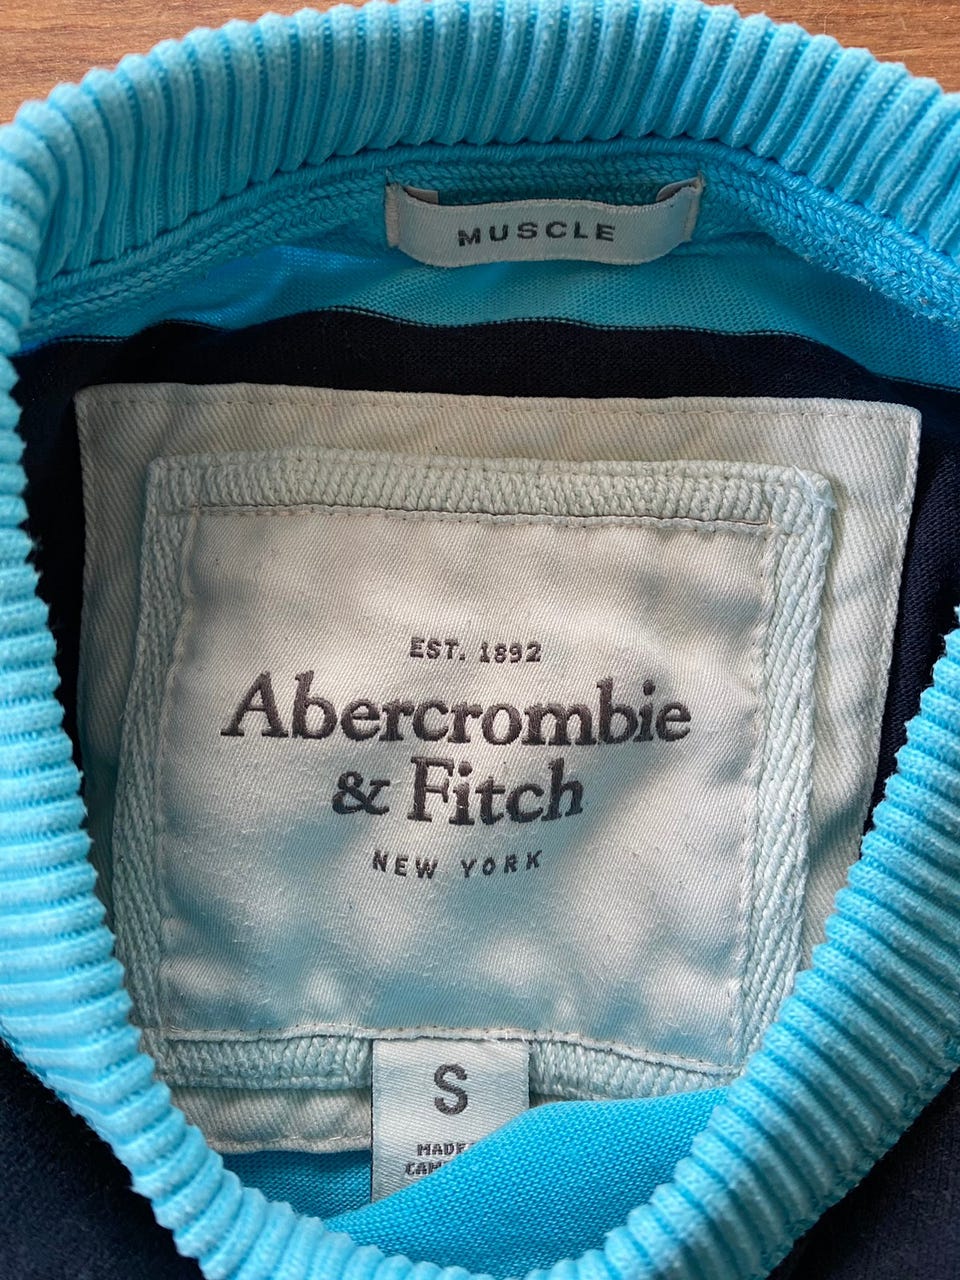 MUSCLE
EST. 1892
Abercrombie
& Fitch
NEW YORK
S